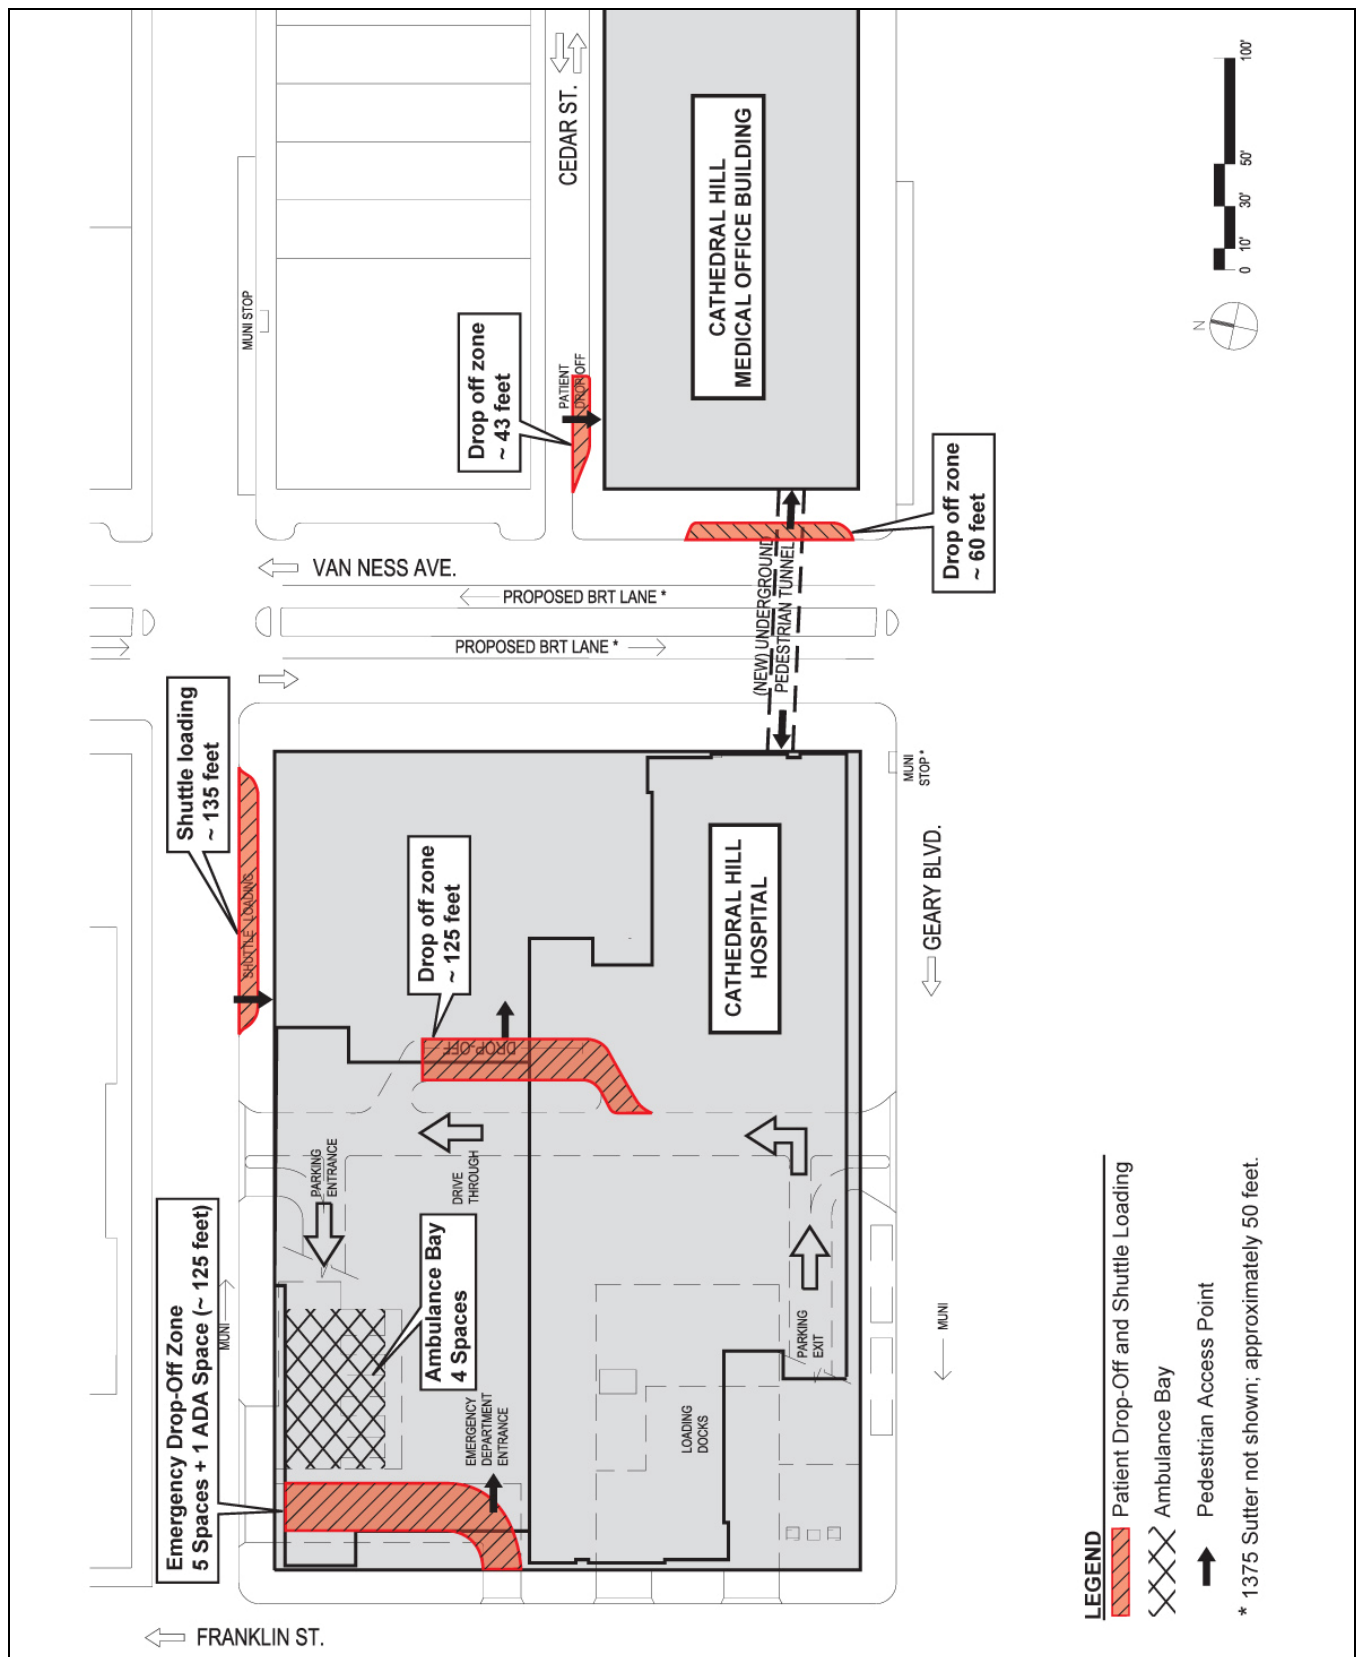 CEDAR ST.
CATHEDRAL HILL
MEDICAL OFFICE BUILDING
0
10'
30'
50'
100'
N
MUNI STOP
Drop off zone
~ 43 feet
PATIENT
DROP-OFF
Drop off zone
~ 60 feet
VAN NESS AVE.
PROPOSED BRT LANE *
PROPOSED BRT LANE *
(NEW) UNDERGROUND
PEDESTRIAN TUNNEL
Shuttle loading
~ 135 feet
SHUTTLE LOADING
MUNI
STOP *
Drop off zone
~ 125 feet
DROP-OFF
CATHEDRAL HILL
HOSPITAL
GEARY BLVD.
PARKING
ENTRANCE
DRIVE
THROUGH
Emergency Drop-Off Zone
5 Spaces + 1 ADA Space (~ 125 feet)
MUNI
Ambulance Bay
4 Spaces
EMERGENCY
DEPARTMENT
ENTRANCE
LOADING
DOCKS
PARKING
EXIT
MUNI
FRANKLIN ST.
LEGEND
Patient Drop-Off and Shuttle Loading
Ambulance Bay
Pedestrian Access Point
* 1375 Sutter not shown; approximately 50 feet.